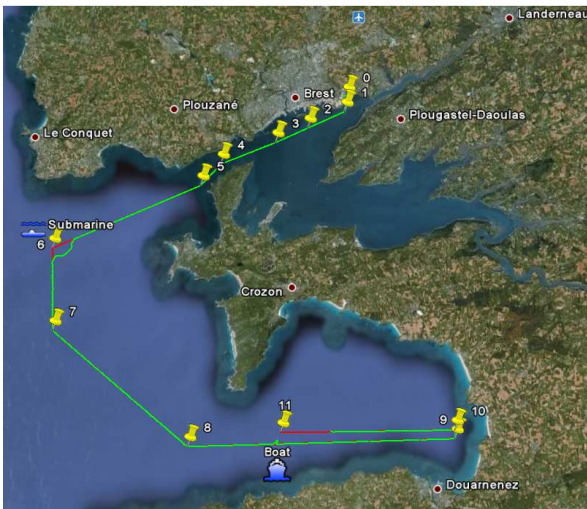 Landerneau
0
Brest
1
Plouzané
2
Plougastel-Daoulas
3
Le Conquet
4
5
Submarine
6
Crozon
7
11
10
8
9
Boat
Douarnenez